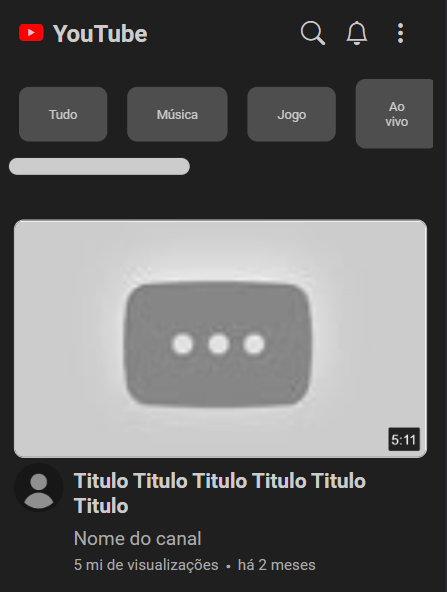 YouTube
Tudo
Música
Jogo
Ao
vivo
5:11
Titulo Titulo Titulo Titulo Titulo
Titulo
Nome do canal
5 mi de visualizações • há 2 meses